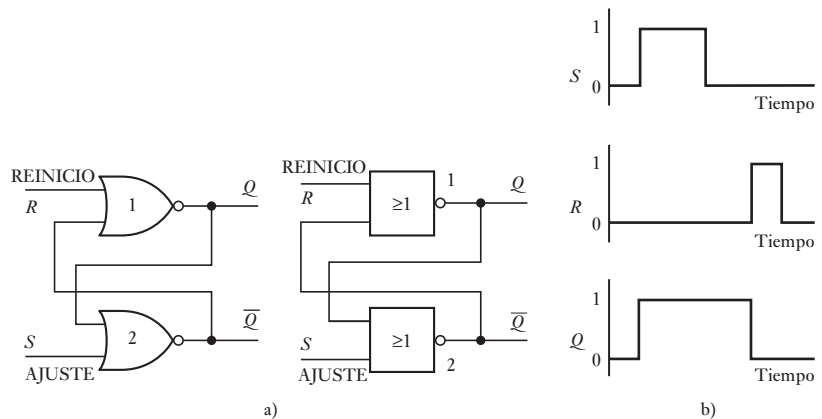 REINICIO
R
1
Q
2
Q̅
S
AJUSTE
REINICIO
R
1
≥1
Q
≥1
Q̅
2
S
AJUSTE
a)
1
S
0
Tiempo
1
R
0
Tiempo
1
Q
0
Tiempo
b)